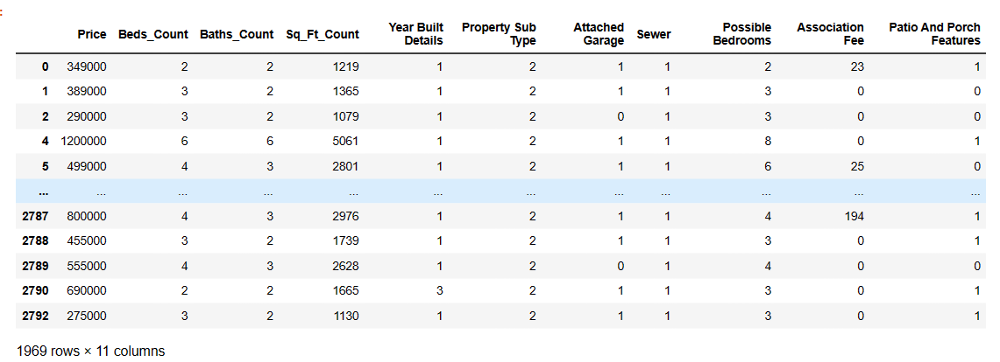 Price Beds_Count Baths_Count Sq_Ft_Count Year Built Details Property Sub Type Attached Garage Sewer Possible Bedrooms Association Fee Patio And Porch Features
0 349000 2 2 1219 1 2 1 1 2 23 1
1 389000 3 2 1365 1 2 1 1 3 0 0
2 290000 3 2 1079 1 2 0 1 3 0 0
4 1200000 6 6 5061 1 2 1 1 8 0 1
5 499000 4 3 2801 1 2 1 1 6 25 0
... ... ... ... ... ... ... ... ... ... ... ...
2787 800000 4 3 2976 1 2 1 1 4 194 1
2788 455000 3 2 1739 1 2 1 1 3 0 1
2789 555000 4 3 2628 1 2 0 1 4 0 0
2790 690000 2 2 1665 3 2 1 1 3 0 1
2792 275000 3 2 1130 1 2 1 1 3 0 1
1969 rows × 11 columns